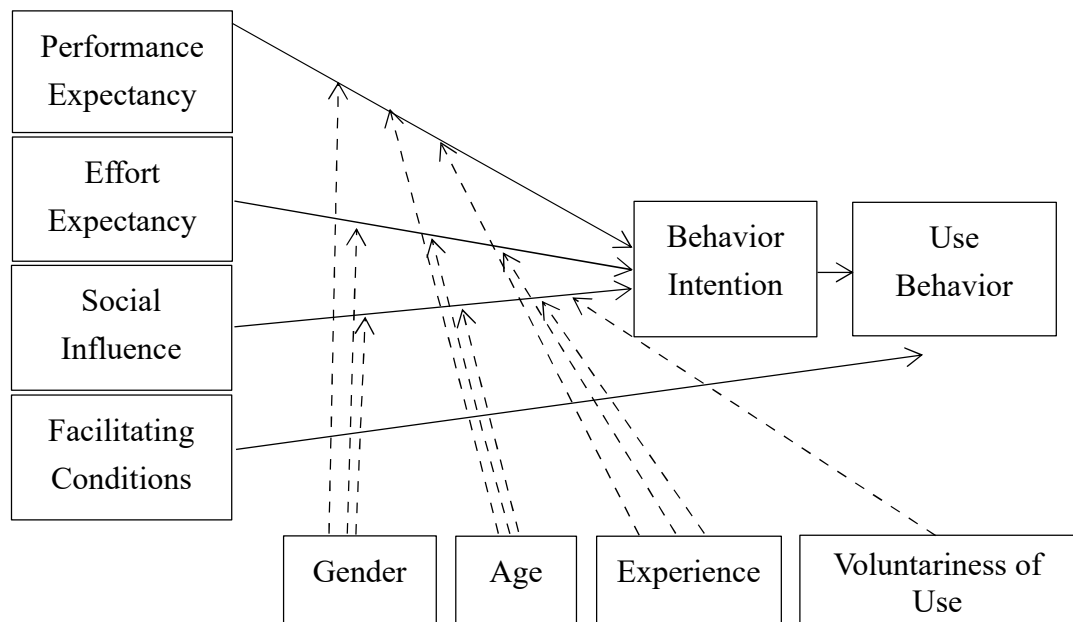 Performance
Expectancy
Effort
Expectancy
Social
Influence
Facilitating
Conditions
Behavior
Intention
Use
Behavior
Gender
Age
Experience
Voluntariness of
Use